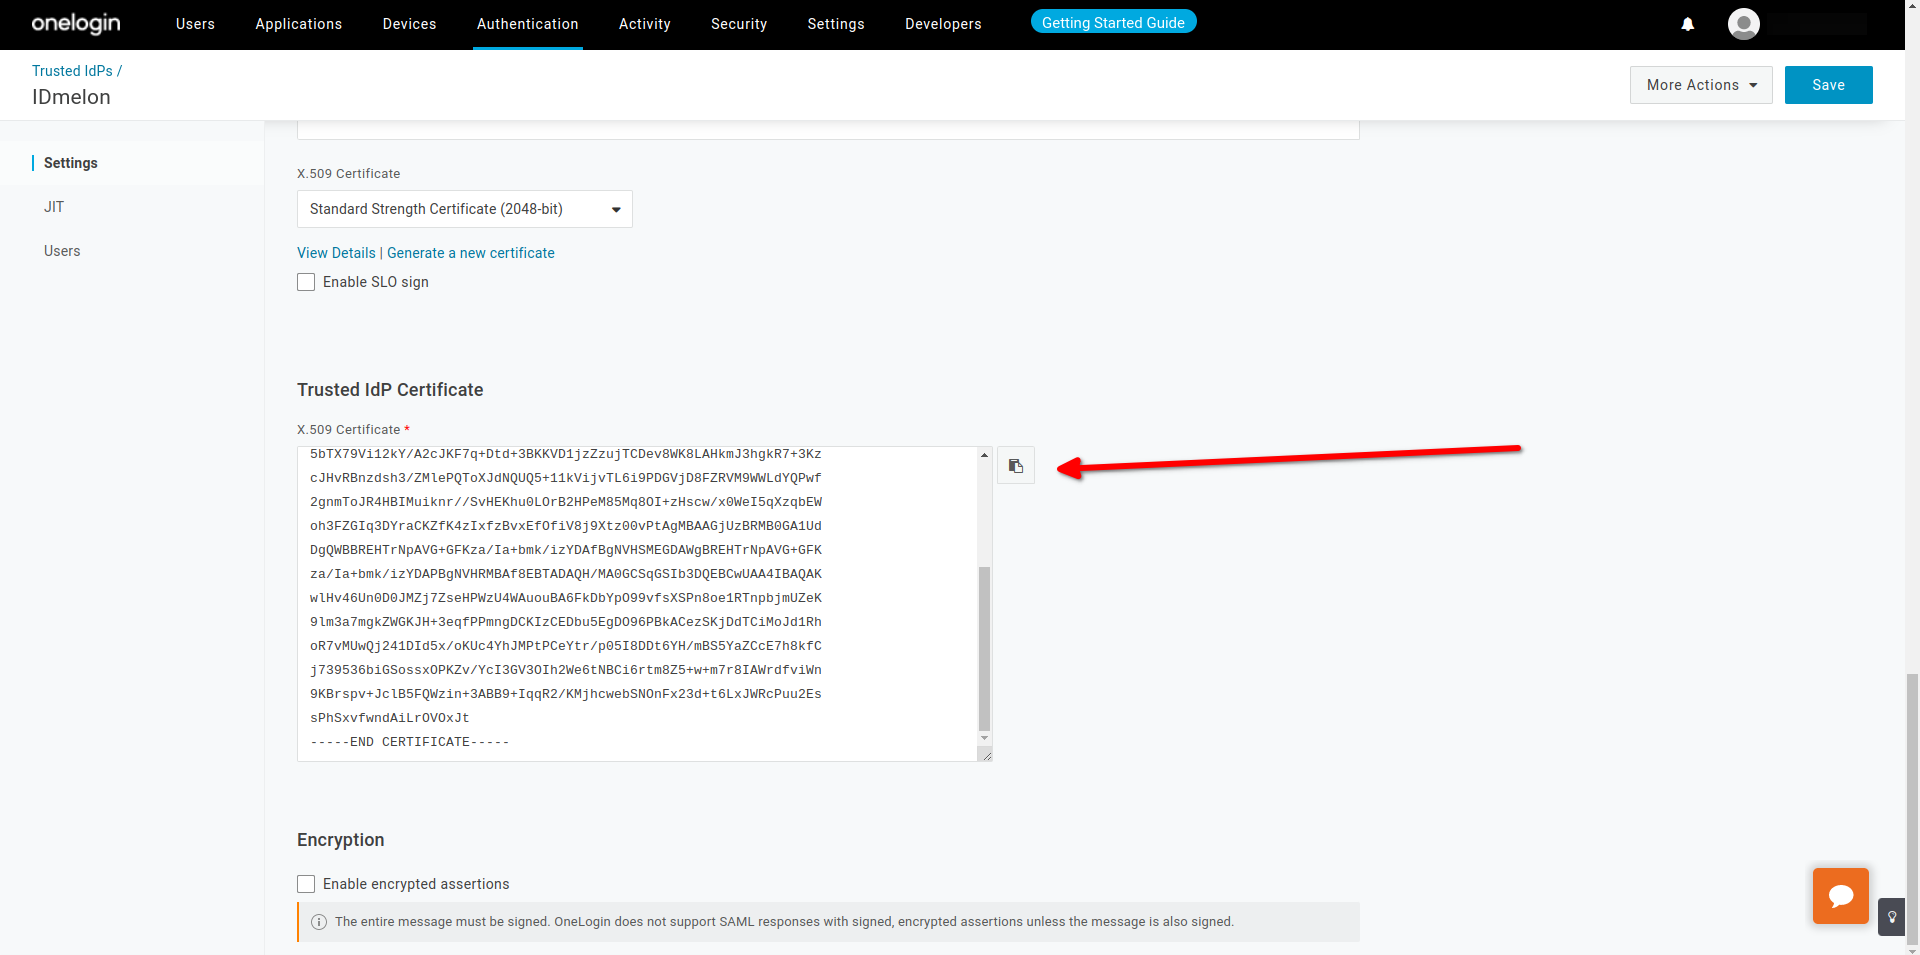 onelogin
Users Applications Devices Authentication Activity Security Settings Developers Getting Started Guide
Trusted IdPs /
IDmelon
More Actions Save
Settings
JIT
Users
X.509 Certificate
Standard Strength Certificate (2048-bit)
View Details | Generate a new certificate
Enable SLO sign
Trusted IdP Certificate
X.509 Certificate *
5bTX79Vi12kY/A2cJKF7q+Dtd+3BKKVD1jzZzujTCDev8WK8LAHkmJ3hgkR7+3Kz
cJHvRBnzdsh3/ZMlePQToXJdNQUQ5+11kVijvTL6i9PDGVjD8FZRVM9WWLdYQPwf
2gnmToJR4HBIMuiknr//SvHEKhu0LOrB2HPeM85Mq8OI+zHscw/x0WeI5qXzqbEW
oh3FZGIq3DYraCKZfK4zIxfzBvxEfOfiV8j9Xtz00vPtAgMBAAGjUzBRMB0GA1Ud
DgQWBBREHTrNpAVG+GFKza/Ia+bmk/izYDAfBgNVHSMEGDAWgBREHTrNpAVG+GFK
za/Ia+bmk/izYDAPBgNVHRMBAf8EBTADAQH/MA0GCSqGSIb3DQEBCwUAA4IBAQAK
wlHv46Un0D0JMZj7ZseHPWzU4WAuouBA6FkDbYpO99vfsXSPn8oe1RTnpbjmUZeK
9lm3a7mgkZWGKJH+3eqfPPmngDCKIzCEDbu5EgDO96PBkACezSKjDdTCiMoJd1Rh
oR7vMUwQj241DId5x/oKUc4YhJMPtPCeYtr/p05I8DDt6YH/mBS5YaZCcE7h8kfC
j739536biGSossxOPKZv/YcI3GV3OIh2We6tNBCi6rtm8Z5+w+m7r8IAWrdfviWn
9KBrspv+JclB5FQWzin+3ABB9+IqqR2/KMjhcwebSNOnFx23d+t6LxJWRcPuu2Es
sPhSxvfwndAiLrOVOxJt
-----END CERTIFICATE-----
Encryption
Enable encrypted assertions
The entire message must be signed. OneLogin does not support SAML responses with signed, encrypted assertions unless the message is also signed.